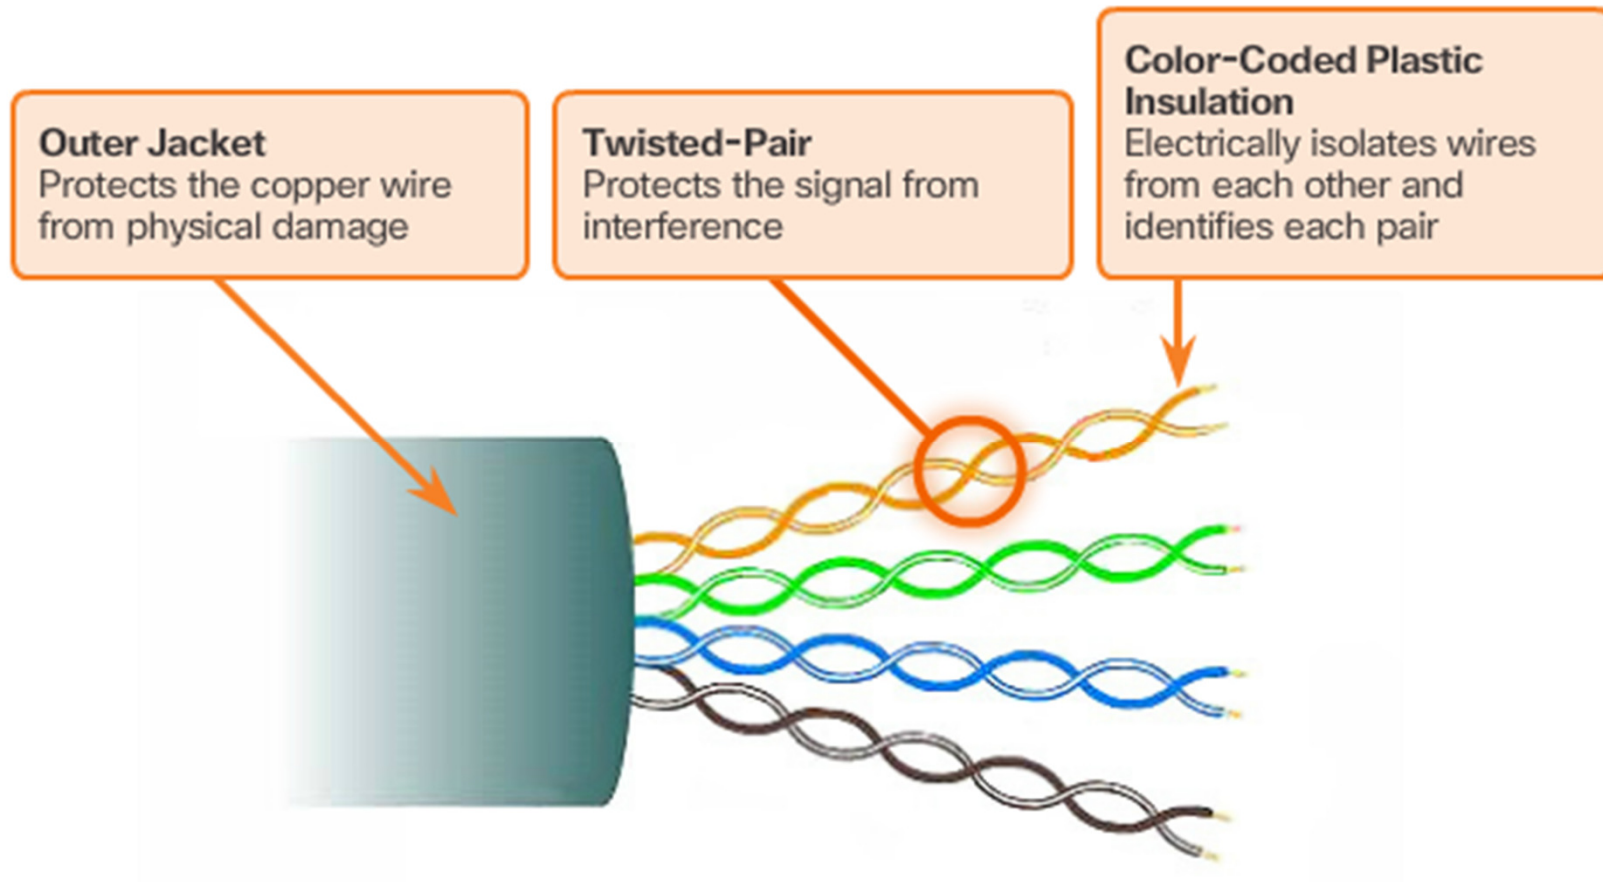 Outer Jacket
Protects the copper wire
from physical damage
Twisted-Pair
Protects the signal from
interference
Color-Coded Plastic
Insulation
Electrically isolates wires
from each other and
identifies each pair